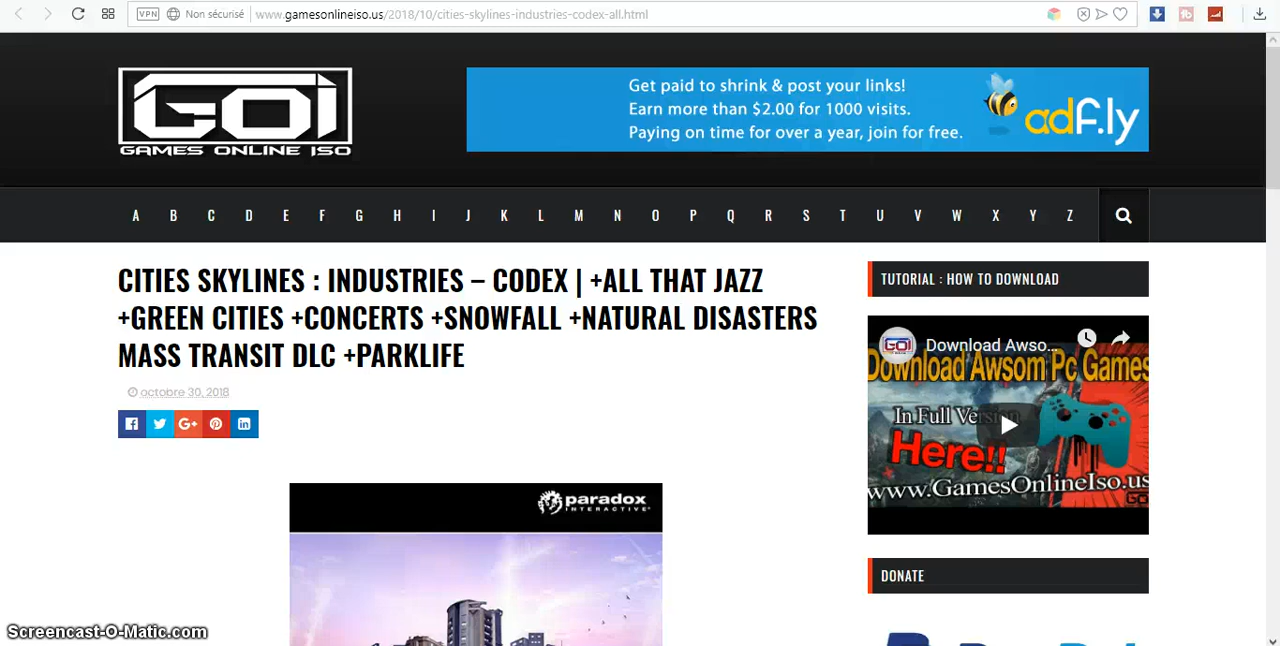 VPN Non sécurisé www.gamesonlineiso.us/2018/10/cities-skylines-industries-codex-all.html
GOI
GAMES ONLINE ISO
Get paid to shrink & post your links!
Earn more than $2.00 for 1000 visits.
Paying on time for over a year, join for free.
adf.ly
A B C D E F G H I J K L M N O P Q R S T U V W X Y Z
CITIES SKYLINES : INDUSTRIES – CODEX | +ALL THAT JAZZ
+GREEN CITIES +CONCERTS +SNOWFALL +NATURAL DISASTERS
MASS TRANSIT DLC +PARKLIFE
octobre 30, 2018
G+
paradox
INTERACTIVE
TUTORIAL : HOW TO DOWNLOAD
GOI Download Awso...
Download Awsom Pc Games
In Full Version
Here!!
www.GamesOnlineIso.us
DONATE
Screencast-O-Matic.com